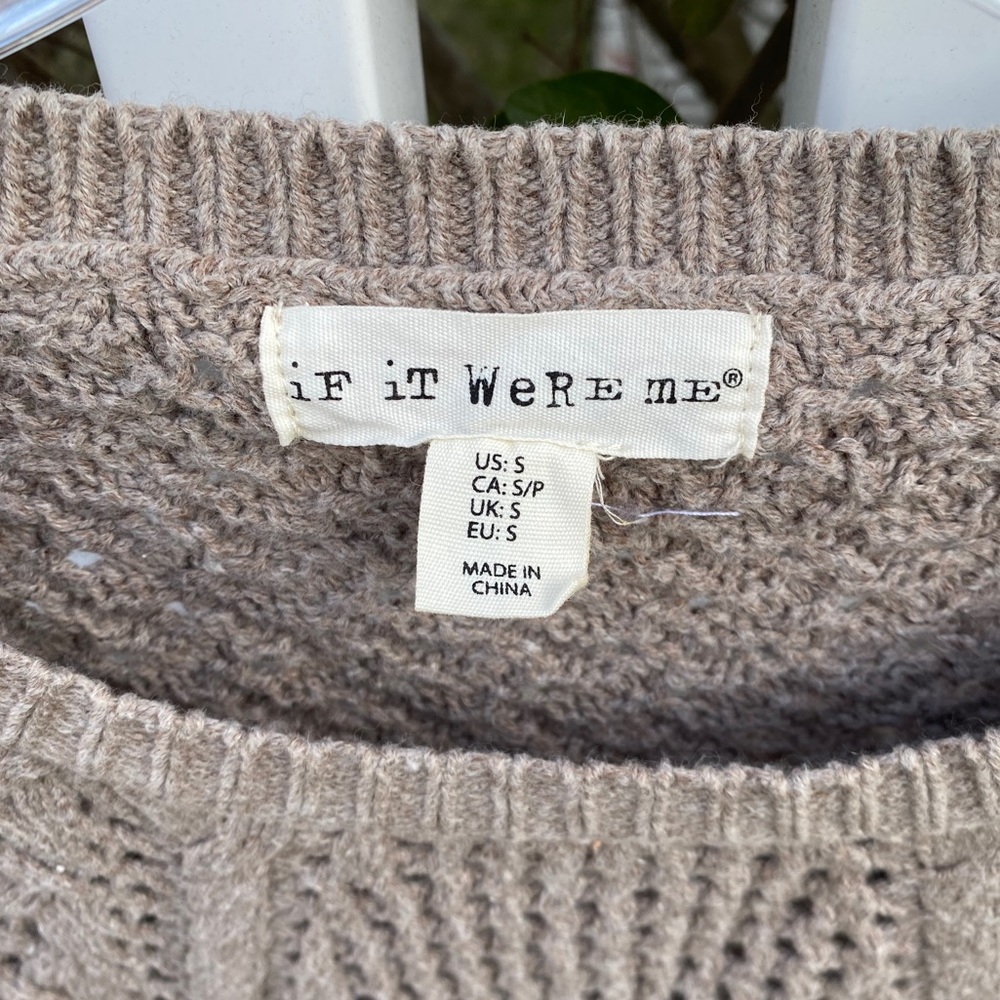 iF iT WeRE mE®
US: S
CA: S/P
UK: S
EU: S
MADE IN
CHINA